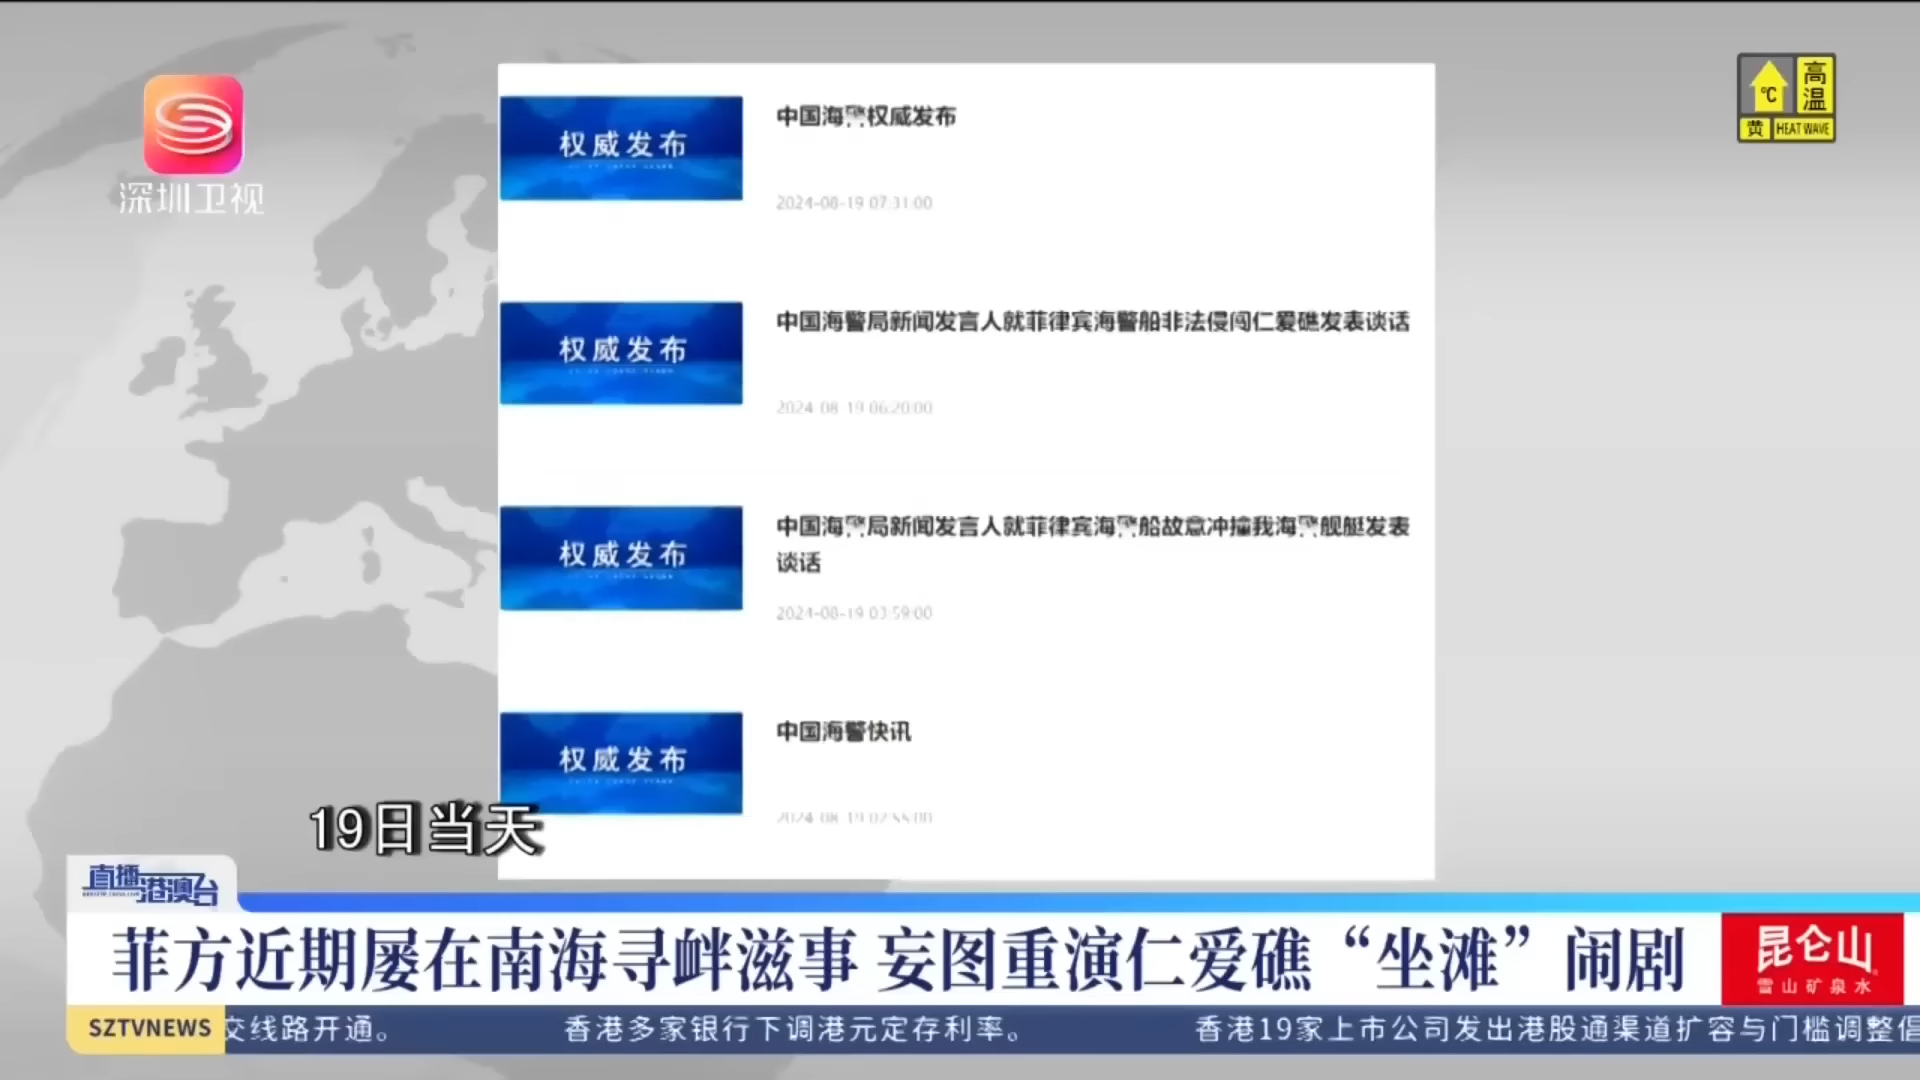 深圳卫视
高温
℃
黄 HEAT WAVE
权威发布
中国海警权威发布
2024-08-19 07:31:00
权威发布
中国海警局新闻发言人就菲律宾海警船非法侵闯仁爱礁发表谈话
2024-08-19 06:20:00
权威发布
中国海警局新闻发言人就菲律宾海警船故意冲撞我海警舰艇发表
谈话
2024-08-19 03:59:00
权威发布
中国海警快讯
19日当天
直播港澳台
菲方近期屡在南海寻衅滋事 妄图重演仁爱礁“坐滩”闹剧
昆仑山
雪山矿泉水
SZTVNEWS 交线路开通。 香港多家银行下调港元定存利率。 香港19家上市公司发出港股通渠道扩容与门槛调整倡